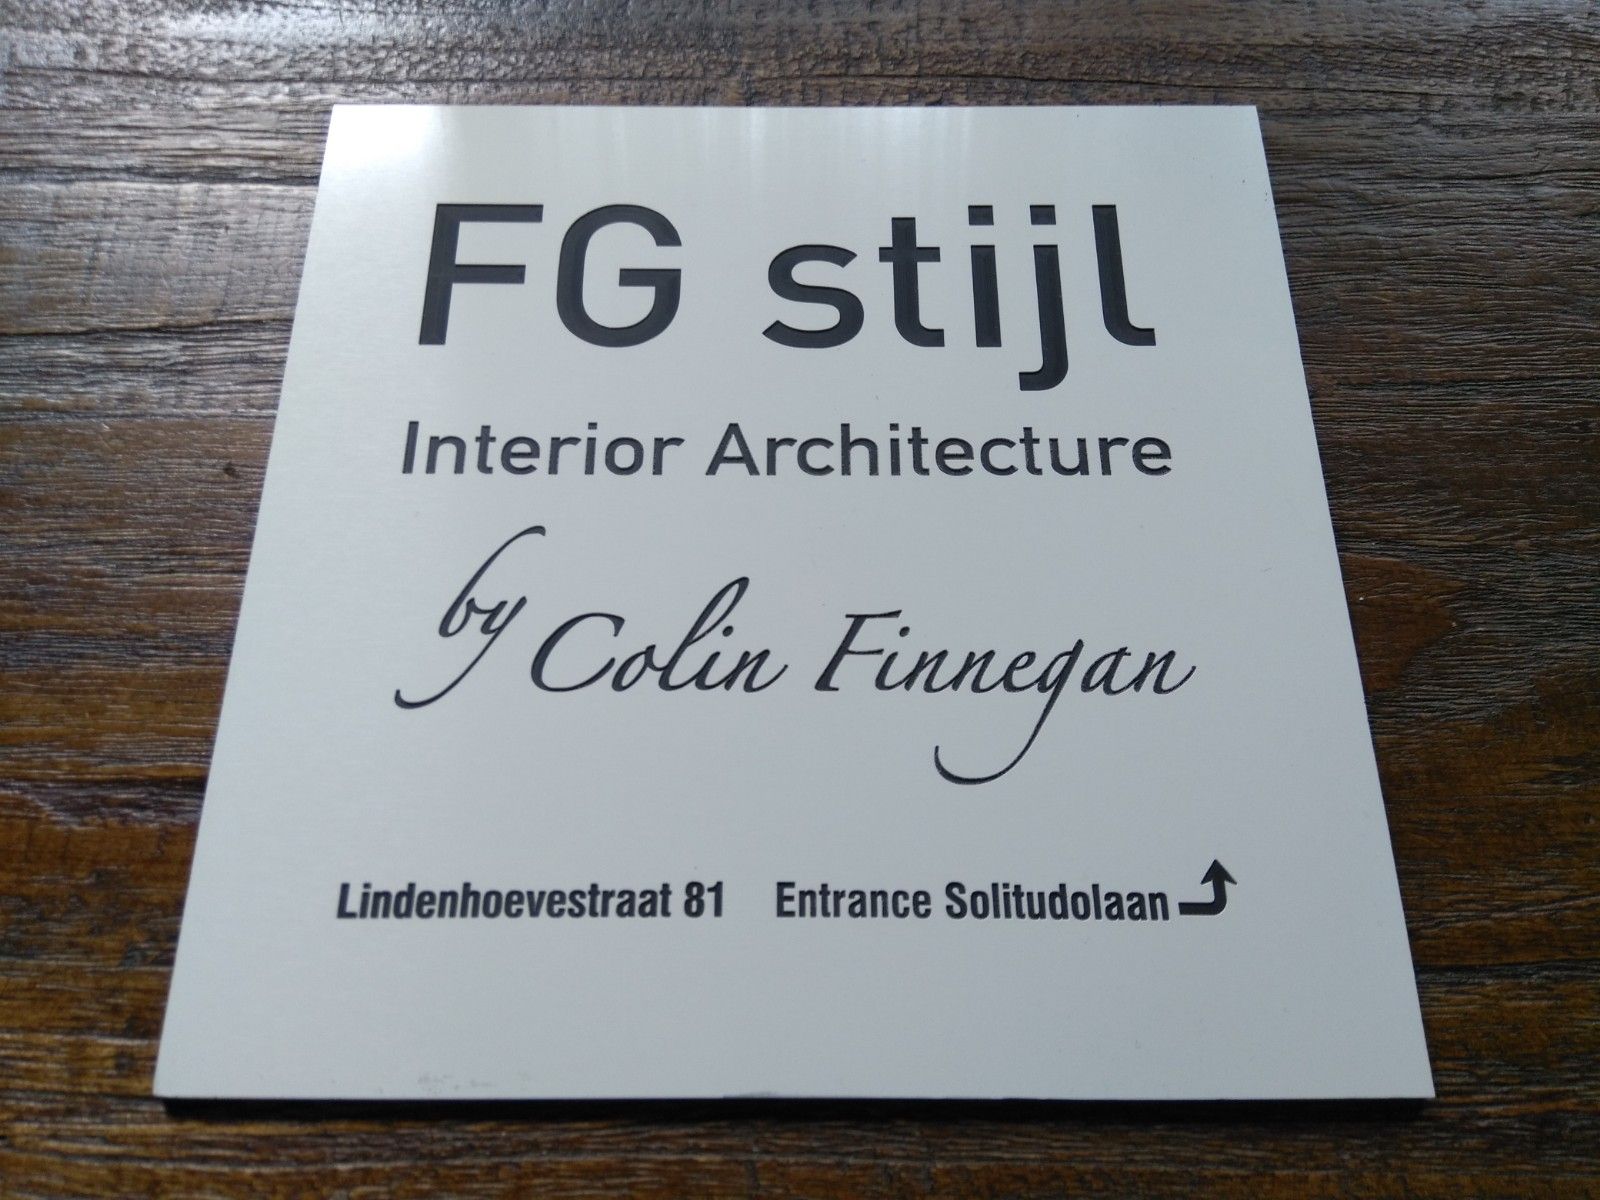 FG stijl
Interior Architecture
by Colin Finnegan
Lindenhoevestraat 81 Entrance Solitudolaan